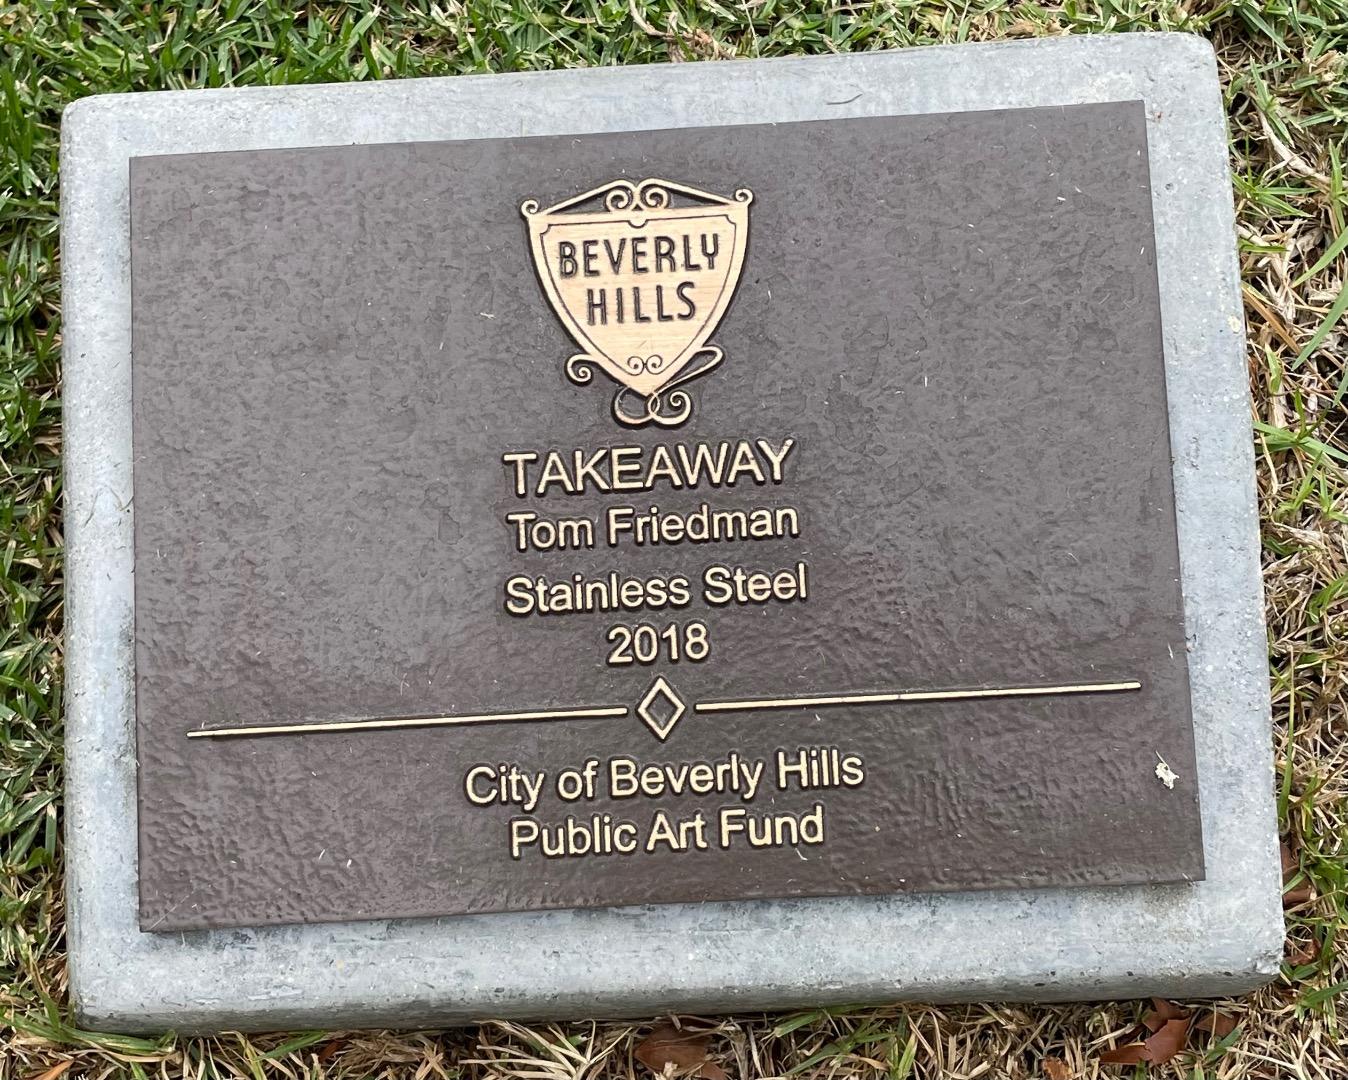 BEVERLY
HILLS
TAKEAWAY
Tom Friedman
Stainless Steel
2018
City of Beverly Hills
Public Art Fund